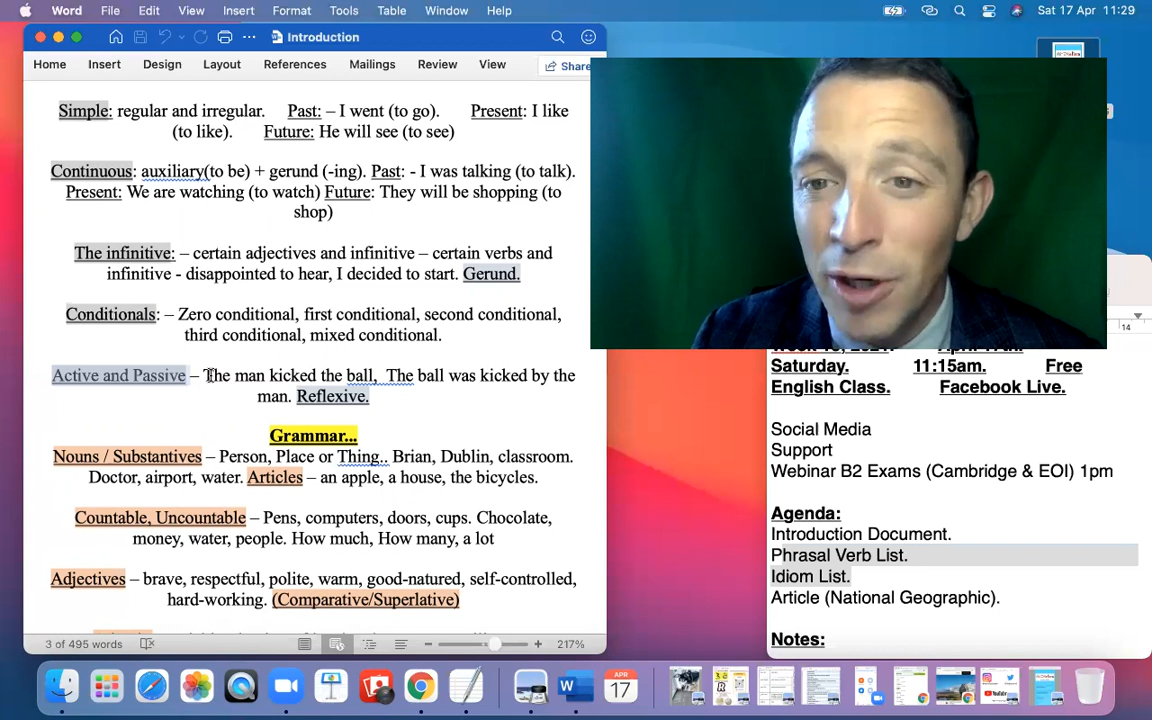 Word File Edit View Insert Format Tools Table Window Help Sat 17 Apr 11:29
Introduction
Home Insert Design Layout References Mailings Review View Share
Simple: regular and irregular. Past: – I went (to go). Present: I like
(to like). Future: He will see (to see)
Continuous: auxiliary(to be) + gerund (-ing). Past: - I was talking (to talk).
Present: We are watching (to watch) Future: They will be shopping (to
shop)
The infinitive: – certain adjectives and infinitive – certain verbs and
infinitive - disappointed to hear, I decided to start. Gerund.
Conditionals: – Zero conditional, first conditional, second conditional,
third conditional, mixed conditional.
Active and Passive – The man kicked the ball, The ball was kicked by the
man. Reflexive.
Grammar...
Nouns / Substantives – Person, Place or Thing.. Brian, Dublin, classroom.
Doctor, airport, water. Articles – an apple, a house, the bicycles.
Countable, Uncountable – Pens, computers, doors, cups. Chocolate,
money, water, people. How much, How many, a lot
Adjectives – brave, respectful, polite, warm, good-natured, self-controlled,
hard-working. (Comparative/Superlative)
3 of 495 words 217%
14
Saturday. 11:15am. Free
English Class. Facebook Live.
Social Media
Support
Webinar B2 Exams (Cambridge & EOI) 1pm
Agenda:
Introduction Document.
Phrasal Verb List.
Idiom List.
Article (National Geographic).
Notes:
APR
17